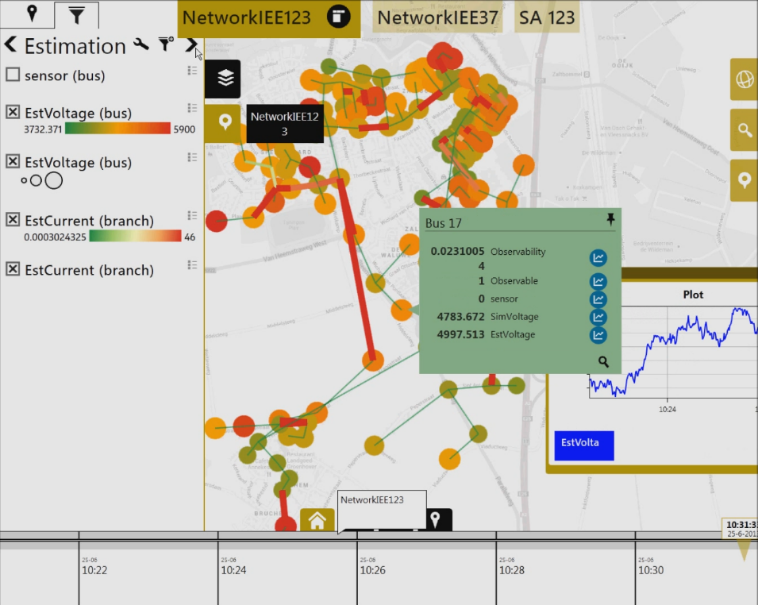 NetworkIEE123
NetworkIEE37
SA 123
Estimation
sensor (bus)
EstVoltage (bus)
3732.371
5900
EstVoltage (bus)
EstCurrent (branch)
0.0003024325
46
EstCurrent (branch)
NetworkIEE12
3
Bus 17
0.0231005 Observability
4
1 Observable
0 sensor
4783.672 SimVoltage
4997.513 EstVoltage
Plot
10:24
EstVolta
NetworkIEE123
10:31:3
25-6-201
25-06
10:22
25-06
10:24
25-06
10:26
25-06
10:28
25-06
10:30